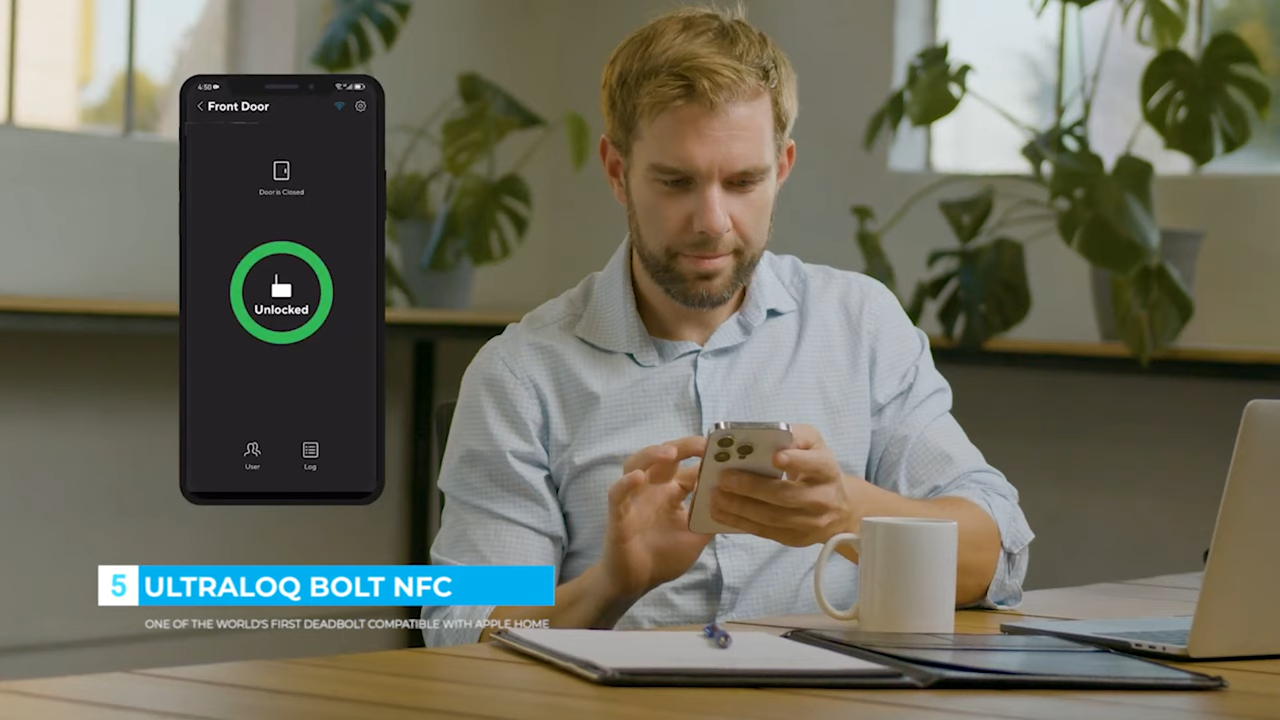 4:50
Front Door
Door is Closed
Unlocked
User
Log
5 ULTRALOQ BOLT NFC
ONE OF THE WORLD'S FIRST DEADBOLT COMPATIBLE WITH APPLE HOME